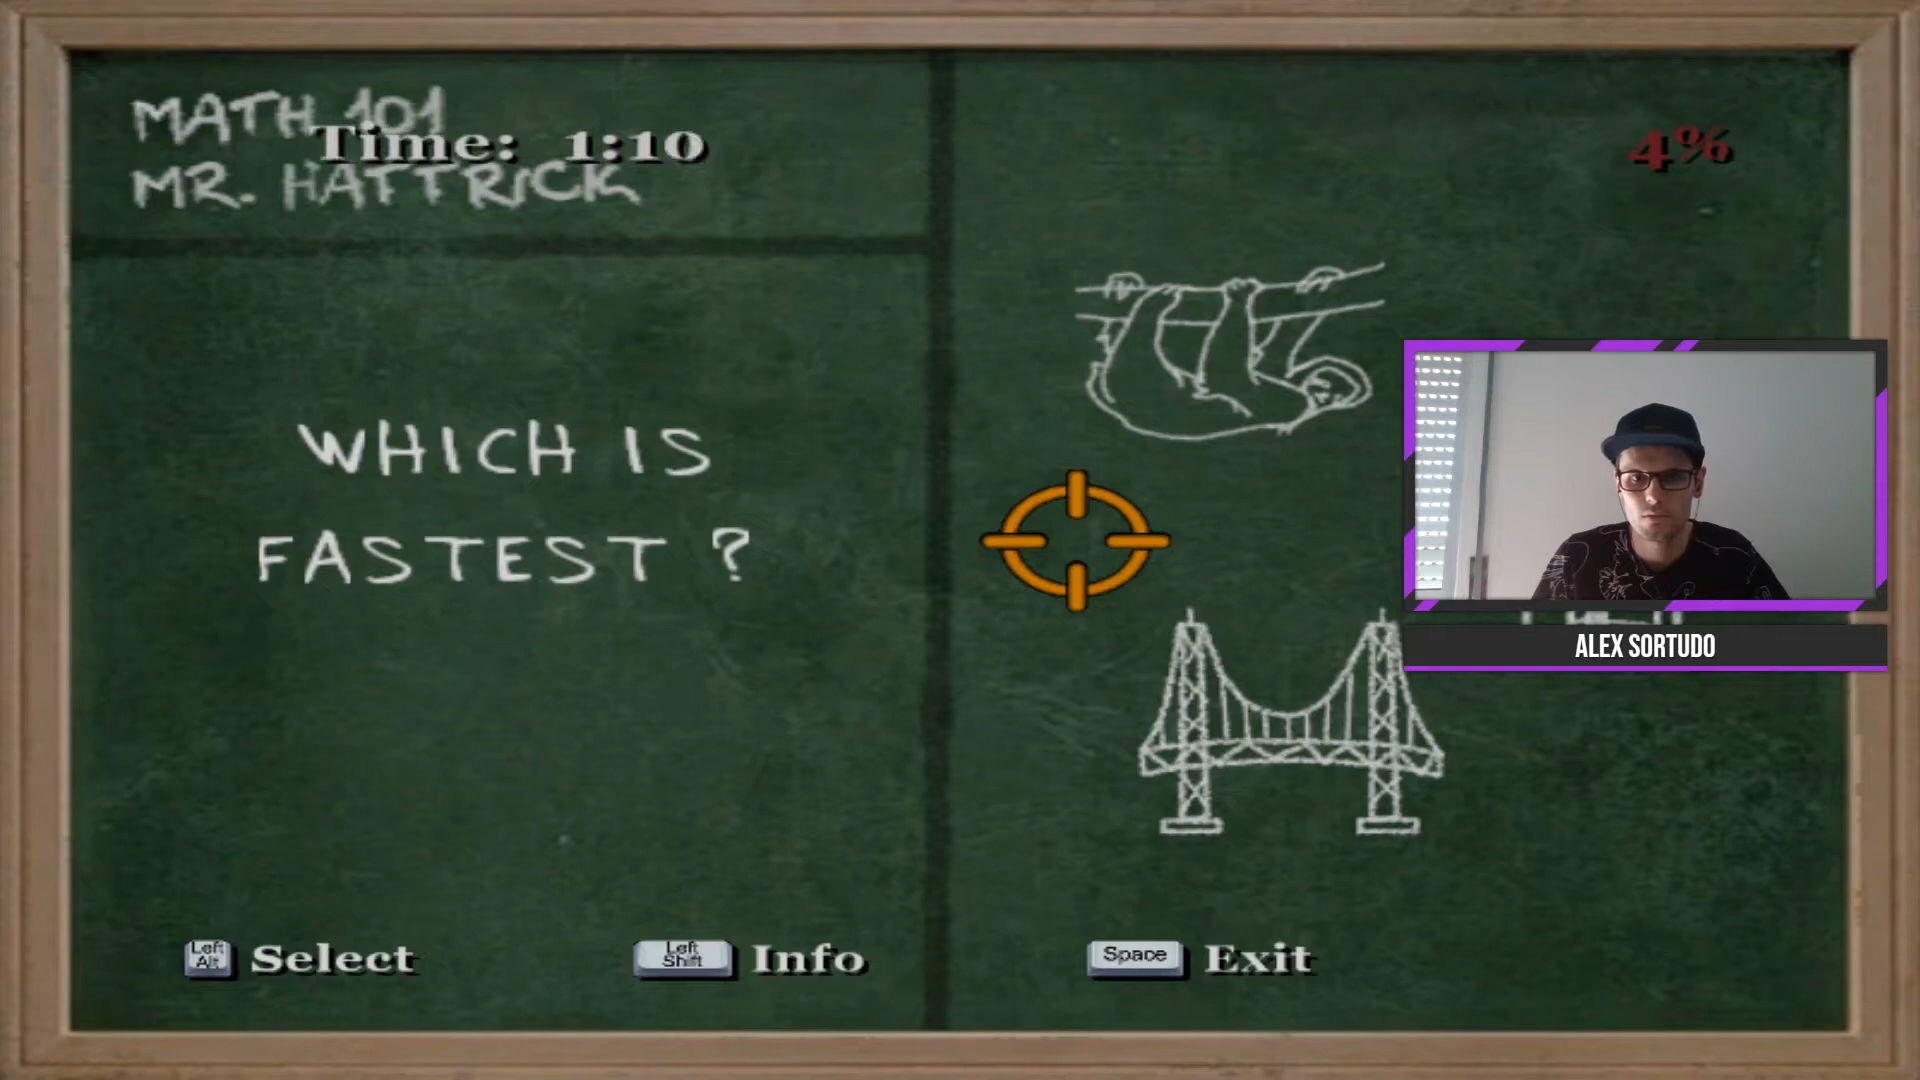 MATH 101
Time: 1:10
4%
MR. HATTRICK
WHICH IS
FASTEST ?
ALEX SORTUDO
Left Alt Select
Left Shift Info
Space Exit